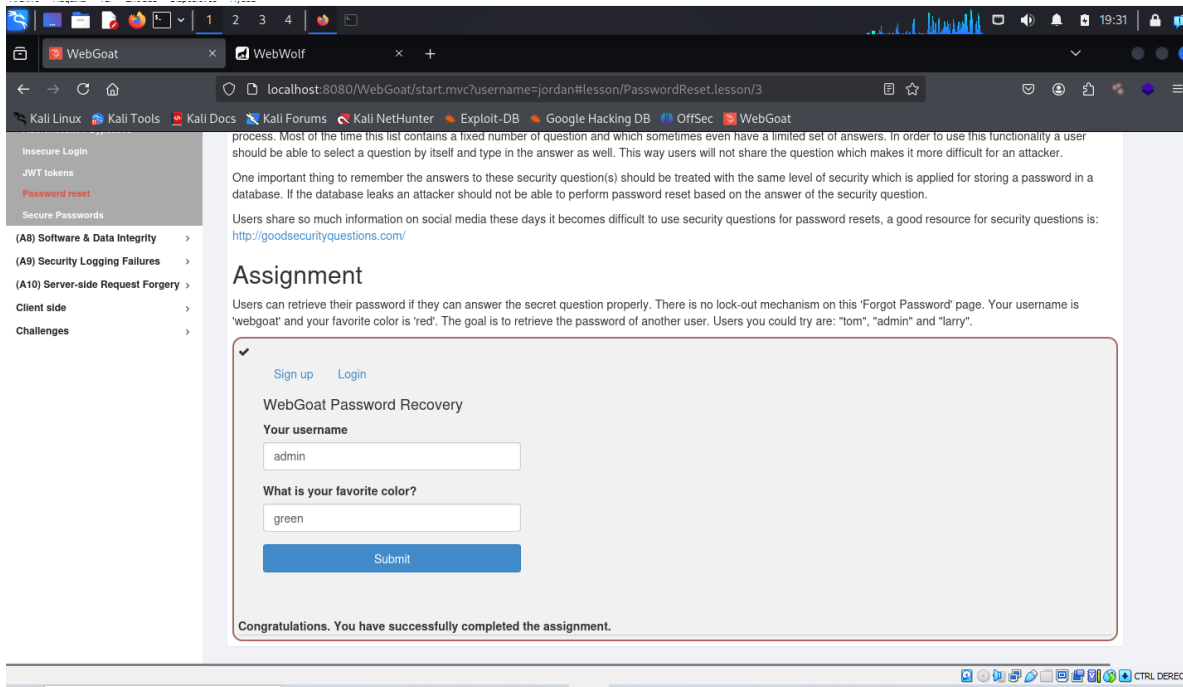 1 2 3 4
19:31
WebGoat × WebWolf × +
localhost:8080/WebGoat/start.mvc?username=jordan#lesson/PasswordReset.lesson/3
Kali Linux Kali Tools Kali Docs Kali Forums Kali NetHunter Exploit-DB Google Hacking DB OffSec WebGoat
Insecure Login
JWT tokens
Password reset
Secure Passwords
(A8) Software & Data Integrity
(A9) Security Logging Failures
(A10) Server-side Request Forgery
Client side
Challenges
process. Most of the time this list contains a fixed number of question and which sometimes even have a limited set of answers. In order to use this functionality a user
should be able to select a question by itself and type in the answer as well. This way users will not share the question which makes it more difficult for an attacker.
One important thing to remember the answers to these security question(s) should be treated with the same level of security which is applied for storing a password in a
database. If the database leaks an attacker should not be able to perform password reset based on the answer of the security question.
Users share so much information on social media these days it becomes difficult to use security questions for password resets, a good resource for security questions is:
http://goodsecurityquestions.com/
Assignment
Users can retrieve their password if they can answer the secret question properly. There is no lock-out mechanism on this 'Forgot Password' page. Your username is
'webgoat' and your favorite color is 'red'. The goal is to retrieve the password of another user. Users you could try are: "tom", "admin" and "larry".
Sign up Login
WebGoat Password Recovery
Your username
admin
What is your favorite color?
green
Submit
Congratulations. You have successfully completed the assignment.
CTRL DEREC